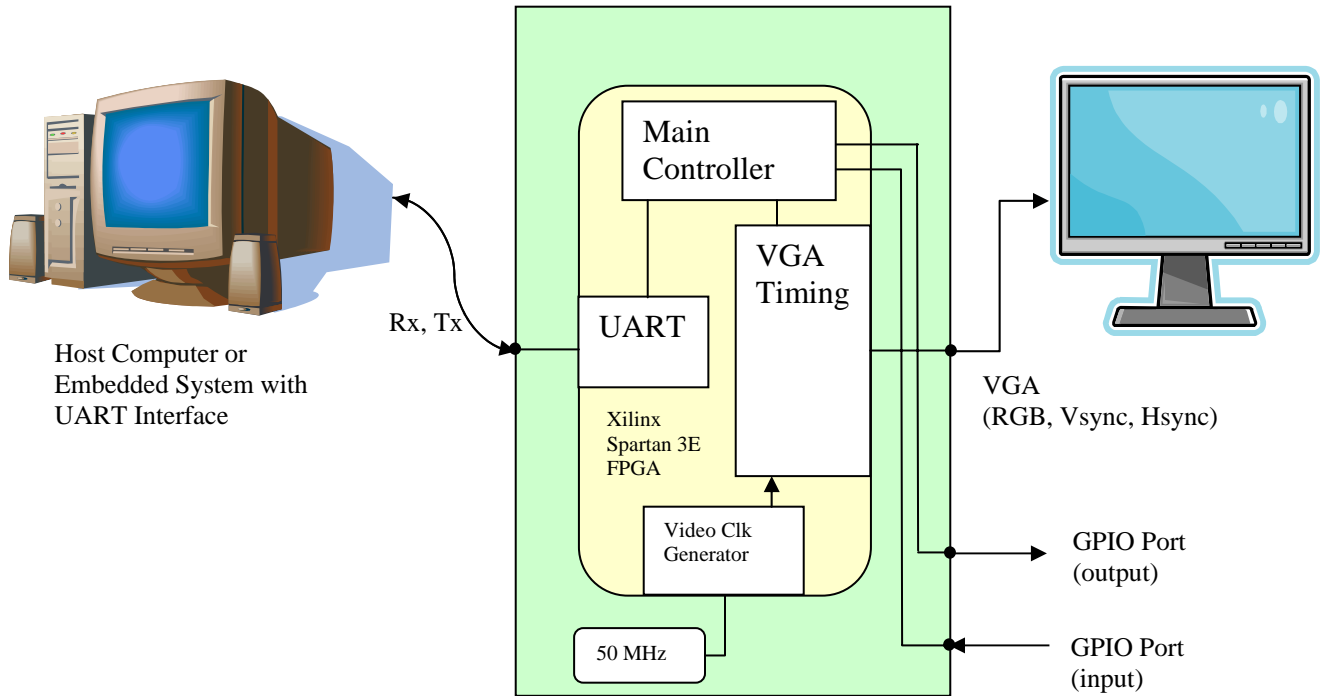 Main
Controller
VGA
Timing
UART
Rx, Tx
Host Computer or
Embedded System with
UART Interface
Xilinx
Spartan 3E
FPGA
VGA
(RGB, Vsync, Hsync)
Video Clk
Generator
GPIO Port
(output)
50 MHz
GPIO Port
(input)